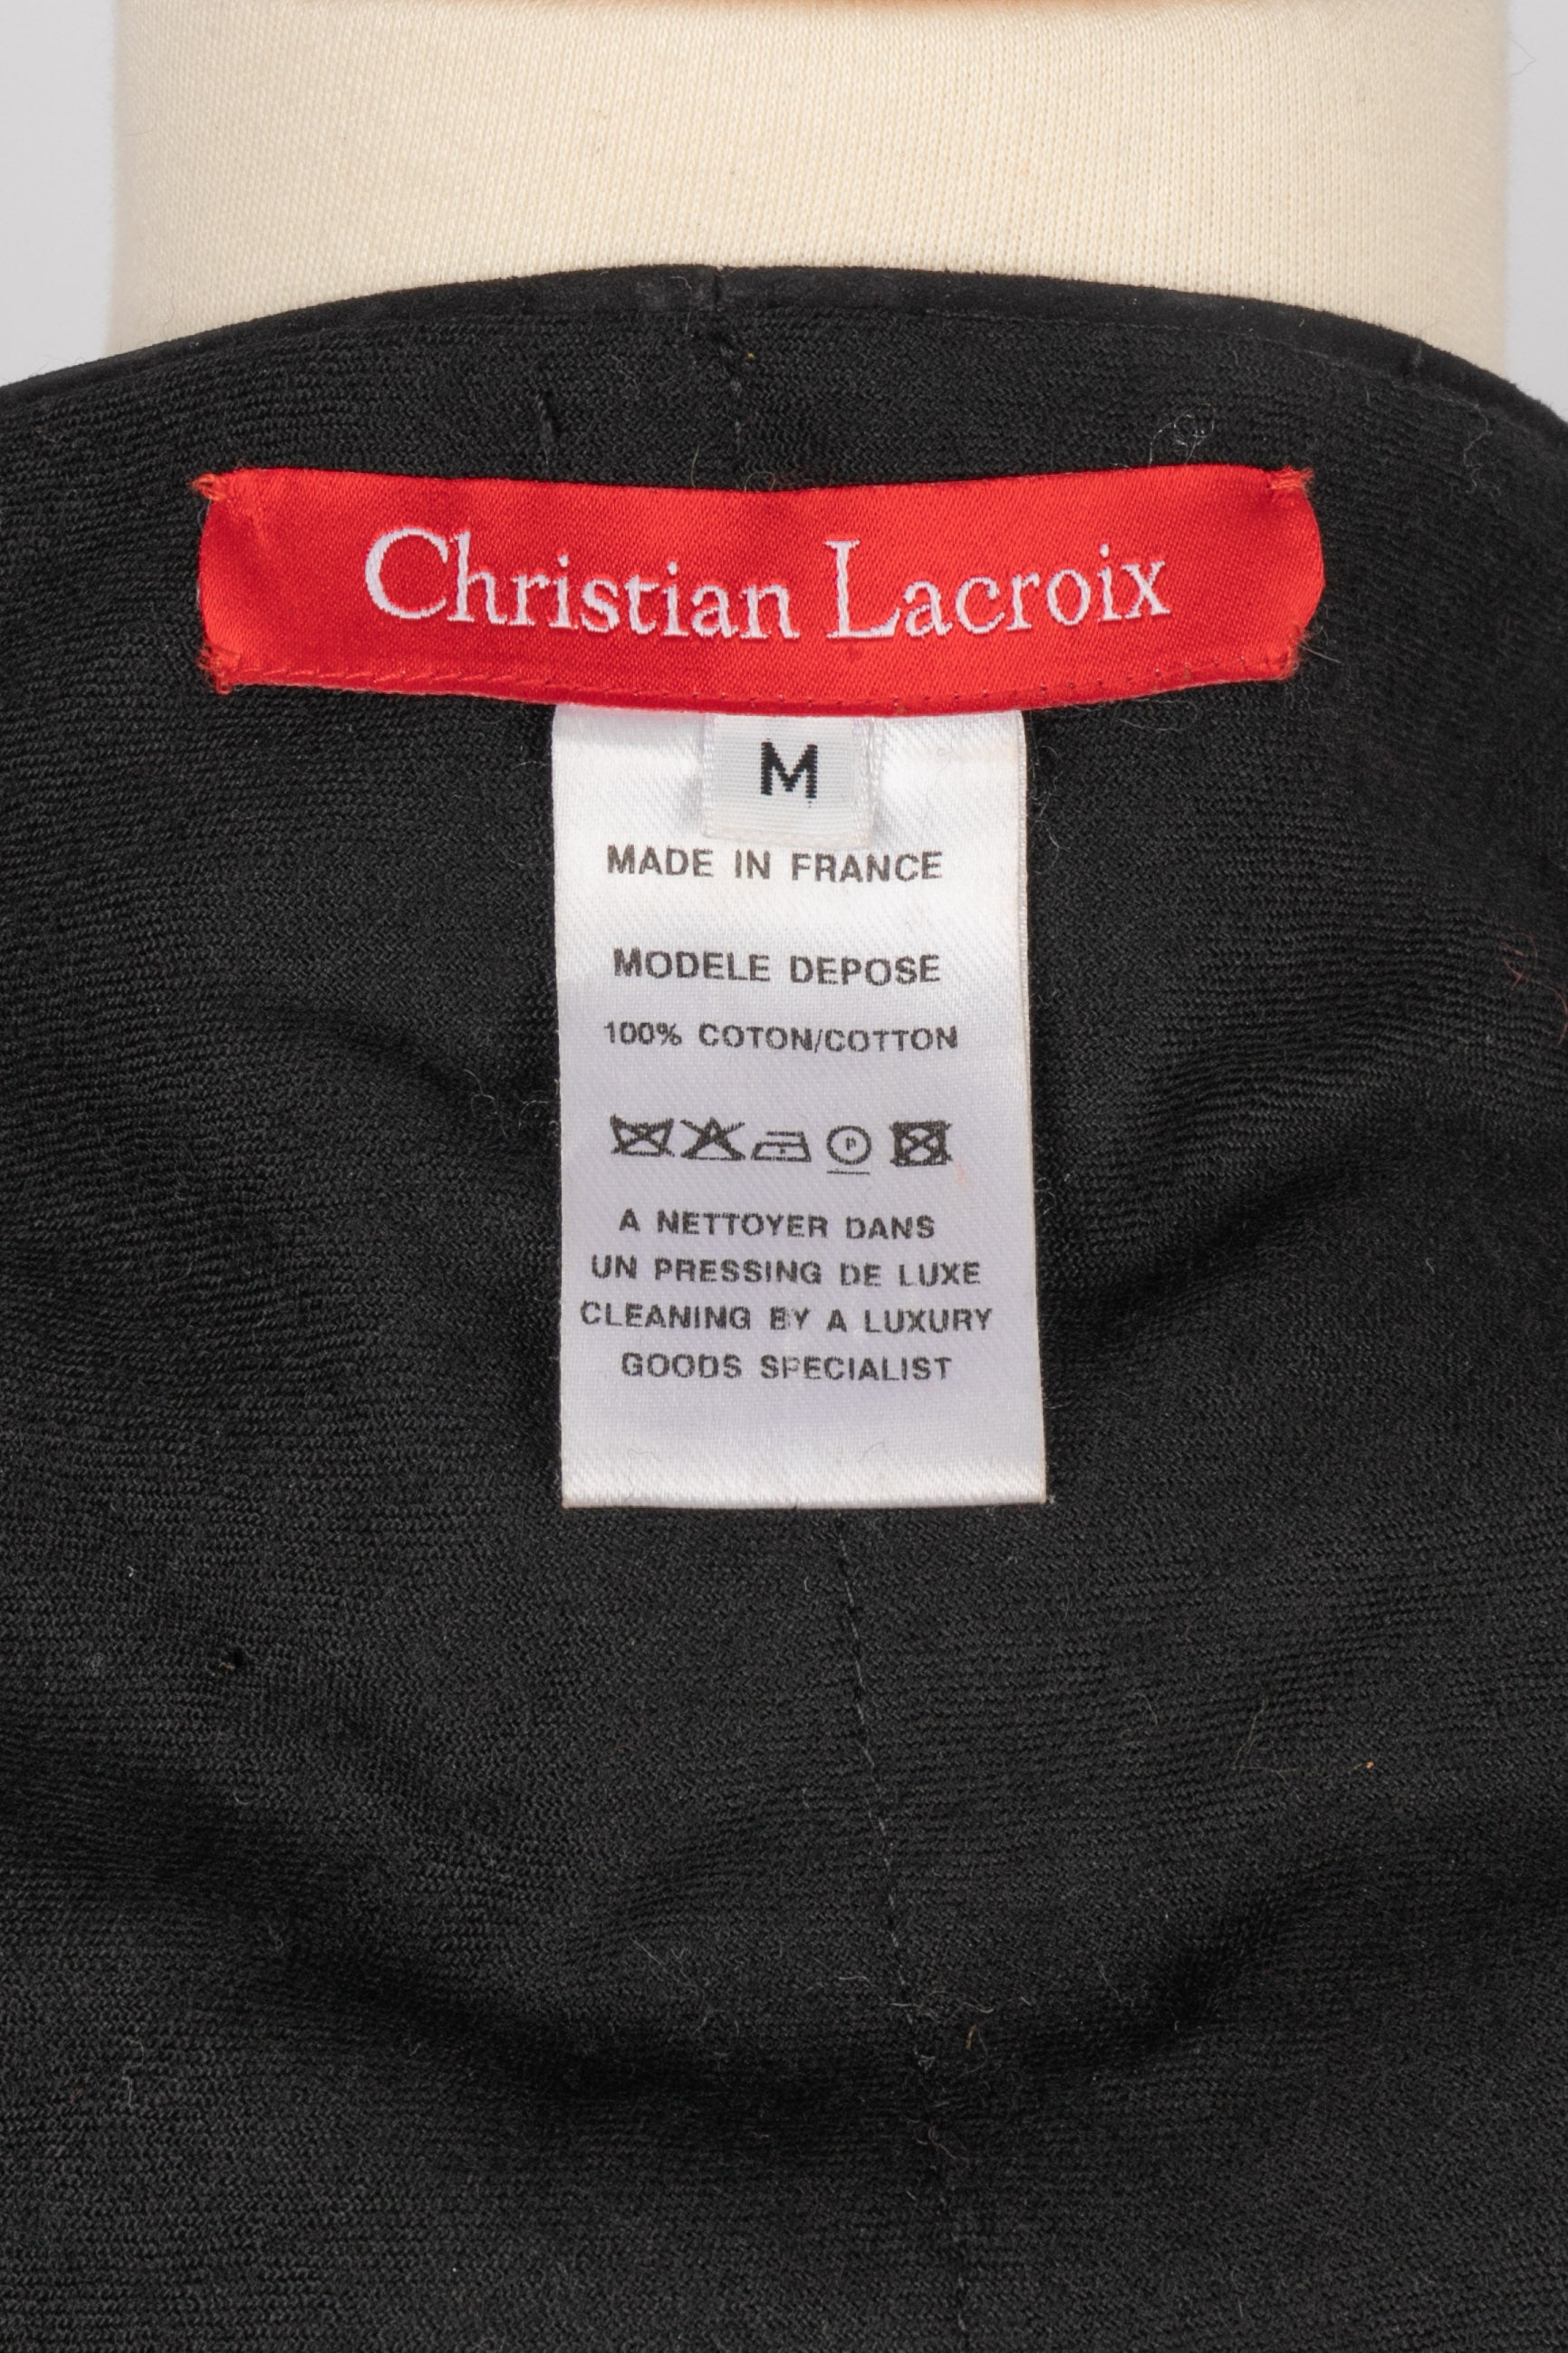 Christian Lacroix
M
MADE IN FRANCE
MODELE DEPOSE
100% COTON/COTTON
P
A NETTOYER DANS
UN PRESSING DE LUXE
CLEANING BY A LUXURY
GOODS SPECIALIST